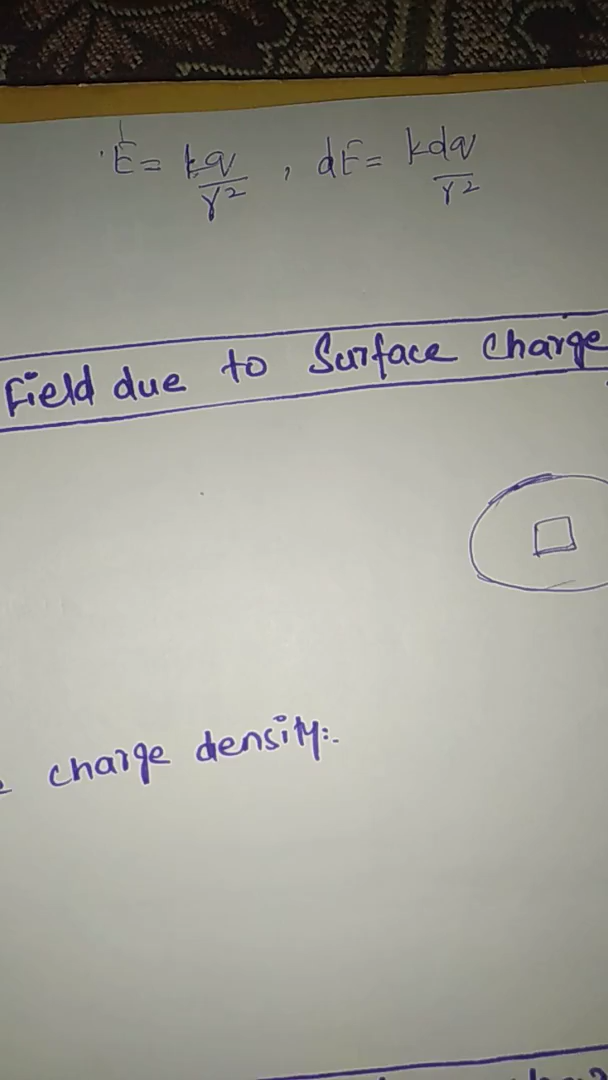 E = kq/r², dE = kdq/r²
Field due to Surface Charge
charge density:-